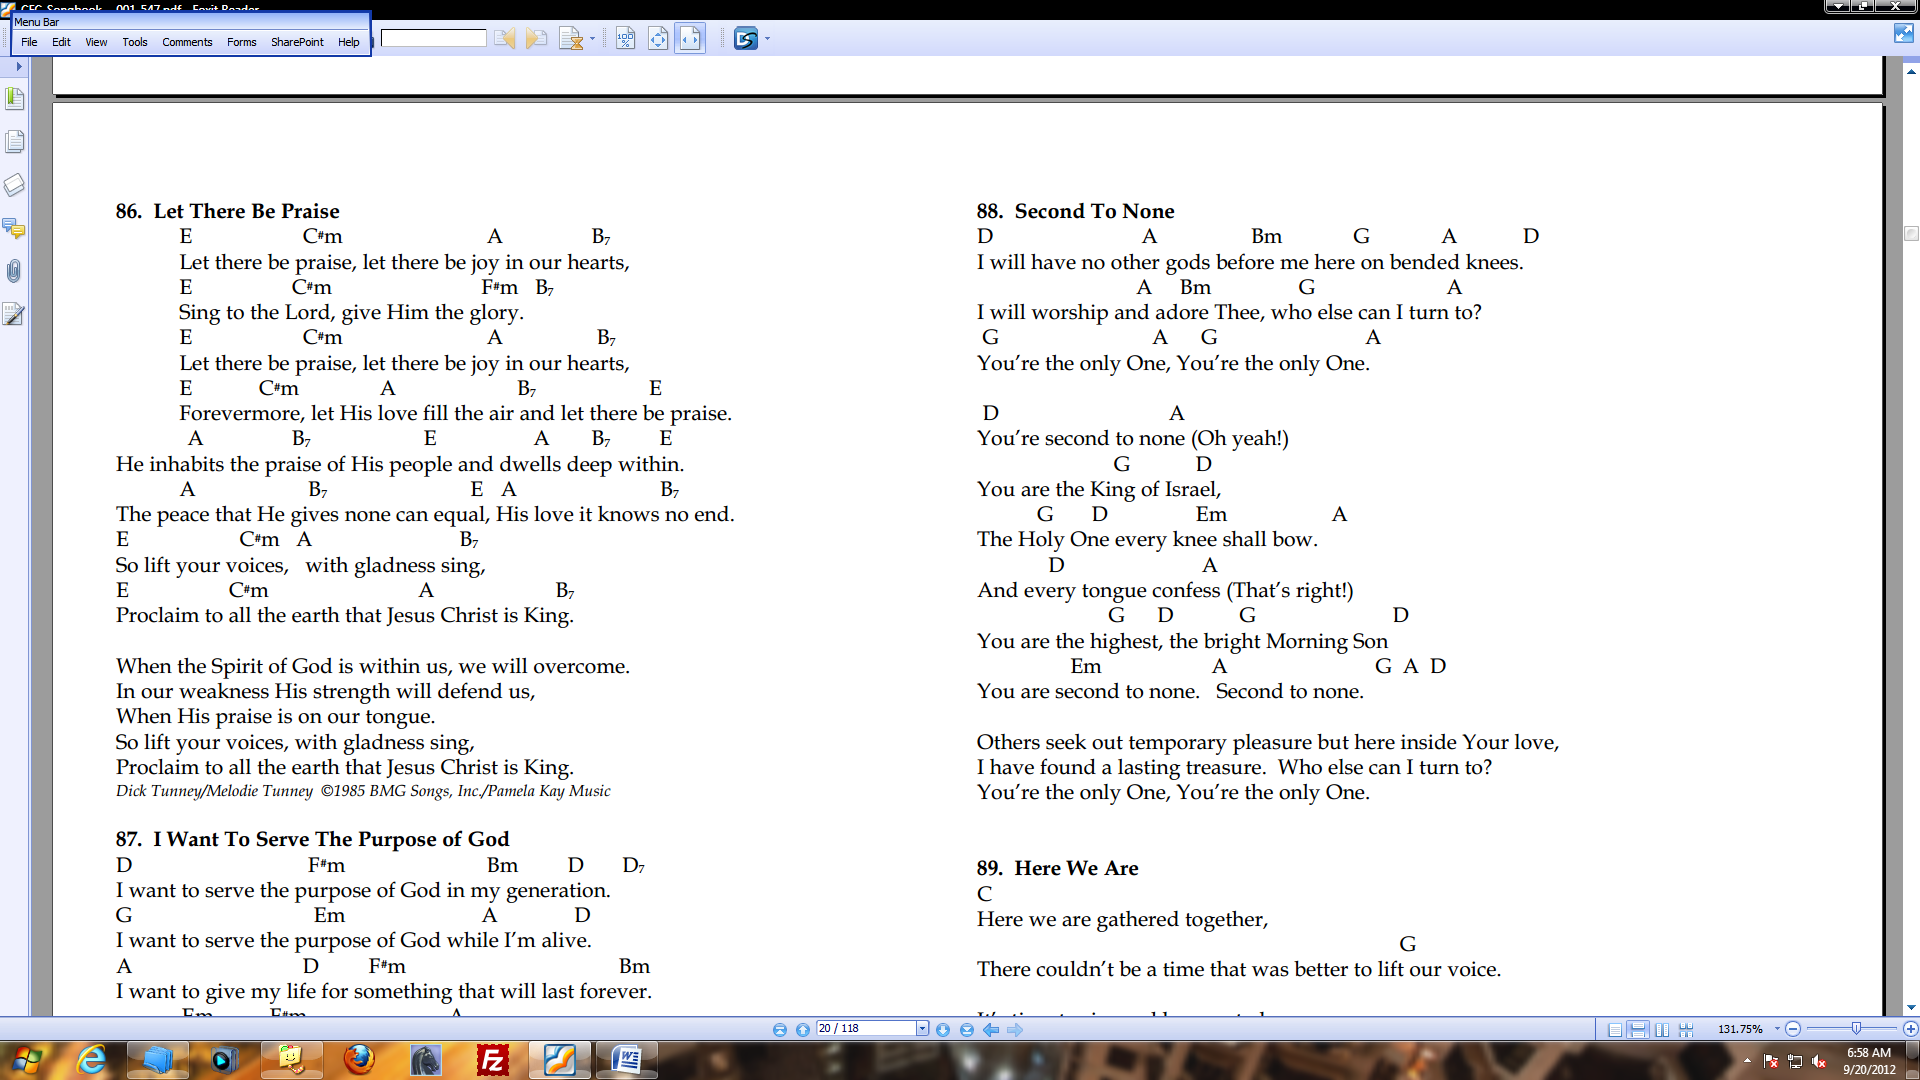 CFC Songbook - 001-547.pdf - Foxit Reader
Menu Bar
File Edit View Tools Comments Forms SharePoint Help
86. Let There Be Praise
E C#m A B7
Let there be praise, let there be joy in our hearts,
E C#m F#m B7
Sing to the Lord, give Him the glory.
E C#m A B7
Let there be praise, let there be joy in our hearts,
E C#m A B7 E
Forevermore, let His love fill the air and let there be praise.
A B7 E A B7 E
He inhabits the praise of His people and dwells deep within.
A B7 E A B7
The peace that He gives none can equal, His love it knows no end.
E C#m A B7
So lift your voices, with gladness sing,
E C#m A B7
Proclaim to all the earth that Jesus Christ is King.
When the Spirit of God is within us, we will overcome.
In our weakness His strength will defend us,
When His praise is on our tongue.
So lift your voices, with gladness sing,
Proclaim to all the earth that Jesus Christ is King.
Dick Tunney/Melodie Tunney ©1985 BMG Songs, Inc./Pamela Kay Music
87. I Want To Serve The Purpose of God
D F#m Bm D D7
I want to serve the purpose of God in my generation.
G Em A D
I want to serve the purpose of God while I'm alive.
A D F#m Bm
I want to give my life for something that will last forever.
Em F#m A
88. Second To None
D A Bm G A D
I will have no other gods before me here on bended knees.
A Bm G A
I will worship and adore Thee, who else can I turn to?
G A G A
You're the only One, You're the only One.
D A
You're second to none (Oh yeah!)
G D
You are the King of Israel,
G D Em A
The Holy One every knee shall bow.
D A
And every tongue confess (That's right!)
G D G D
You are the highest, the bright Morning Son
Em A G A D
You are second to none. Second to none.
Others seek out temporary pleasure but here inside Your love,
I have found a lasting treasure. Who else can I turn to?
You're the only One, You're the only One.
89. Here We Are
C
Here we are gathered together,
G
There couldn't be a time that was better to lift our voice.
20 / 118
131.75%
6:58 AM
9/20/2012